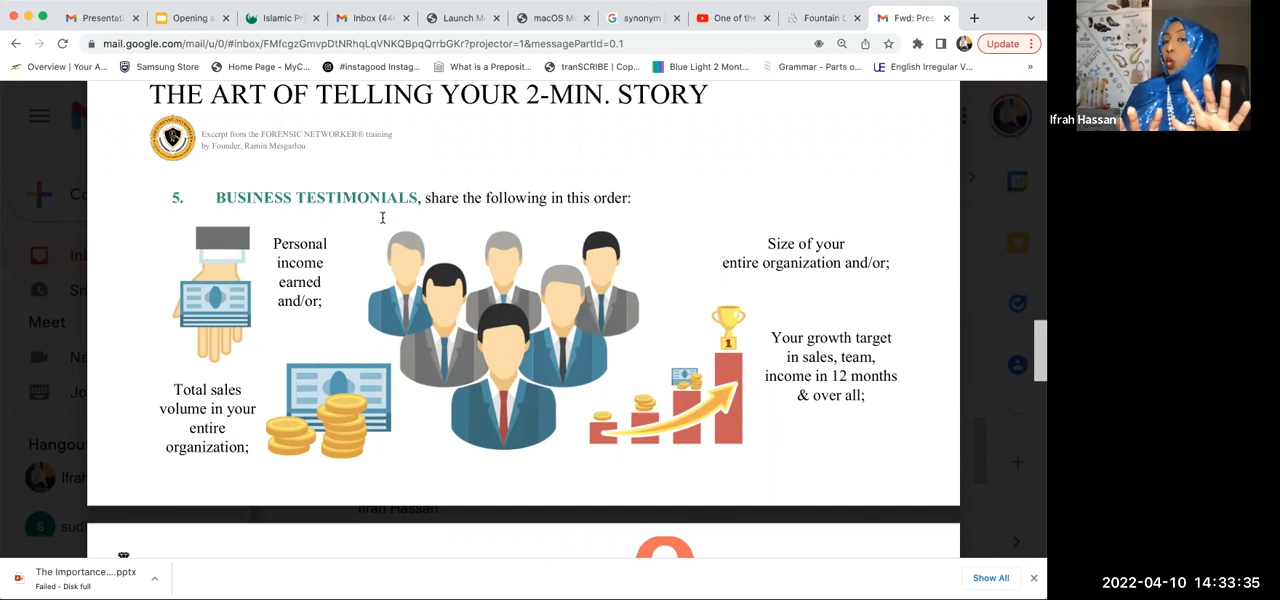 Presentat
Opening a
Islamic Pri
Inbox (44
Launch M
macOS M
synonym
One of the
Fountain
Fwd: Pres
mail.google.com/mail/u/0/#inbox/FMfcgzGmvpDtNRhqLqVNKQBpqQrrbGKr?projector=1&messagePartId=0.1
Update
Overview | Your A...
Samsung Store
Home Page - MyC...
#instagood Instag...
What is a Preposit...
tranSCRIBE | Cop...
Blue Light 2 Mont...
Grammar - Parts o...
English Irregular V...
»
THE ART OF TELLING YOUR 2-MIN. STORY
Excerpt from the FORENSIC NETWORKER® training
by Founder, Ramin Mesgarlou
5. BUSINESS TESTIMONIALS, share the following in this order:
Personal
income
earned
and/or;
Size of your
entire organization and/or;
Your growth target
in sales, team,
income in 12 months
& over all;
1
Total sales
volume in your
entire
organization;
Meet
Hangout
Ifrah
sud
Ifrah Hassan
The Importance....pptx
Failed - Disk full
Show All
Ifrah Hassan
2022-04-10 14:33:35